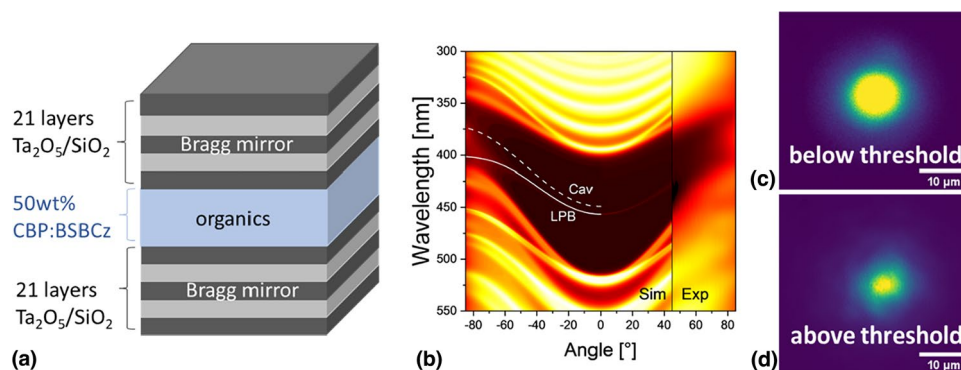 21 layers
Ta₂O₅/SiO₂
50wt%
CBP:BSBCz
21 layers
Ta₂O₅/SiO₂
Bragg mirror
organics
Bragg mirror
(a)
Wavelength [nm]
300
350
400
450
500
550
Cav
LPB
Sim
Exp
-80 -60 -40 -20 0 20 40 60 80
Angle [°]
(b)
below threshold
10 µm
(c)
above threshold
10 µm
(d)